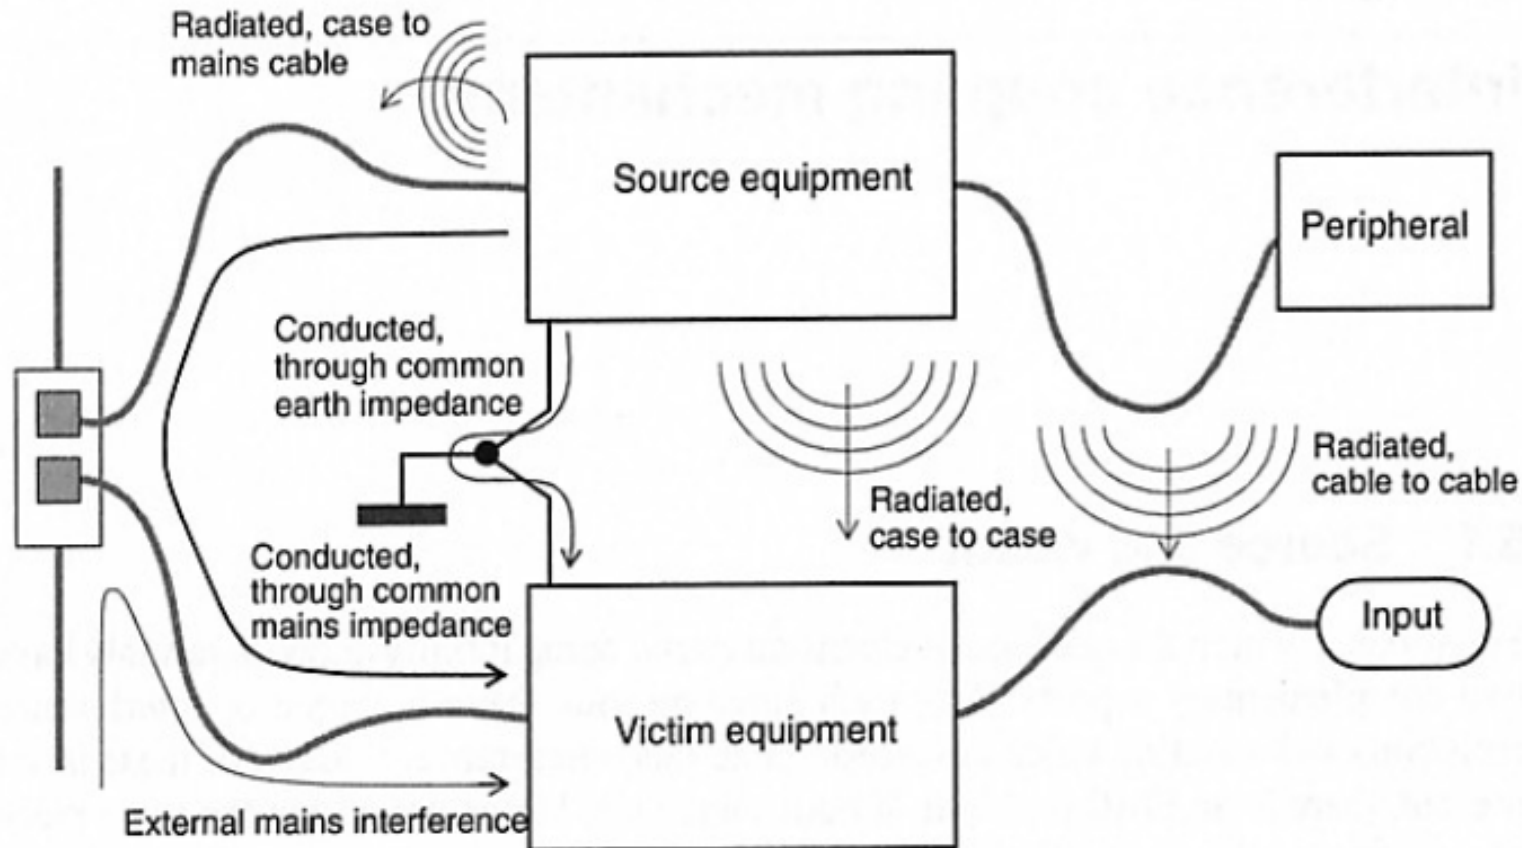 Radiated, case to
mains cable
Source equipment
Peripheral
Conducted,
through common
earth impedance
Radiated,
case to case
Radiated,
cable to cable
Conducted,
through common
mains impedance
Input
Victim equipment
External mains interference